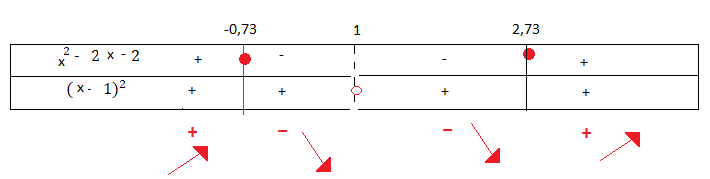 -0,73 1 2,73
x² - 2 x - 2 + - - +
(x - 1)² + + + +
+ - - +